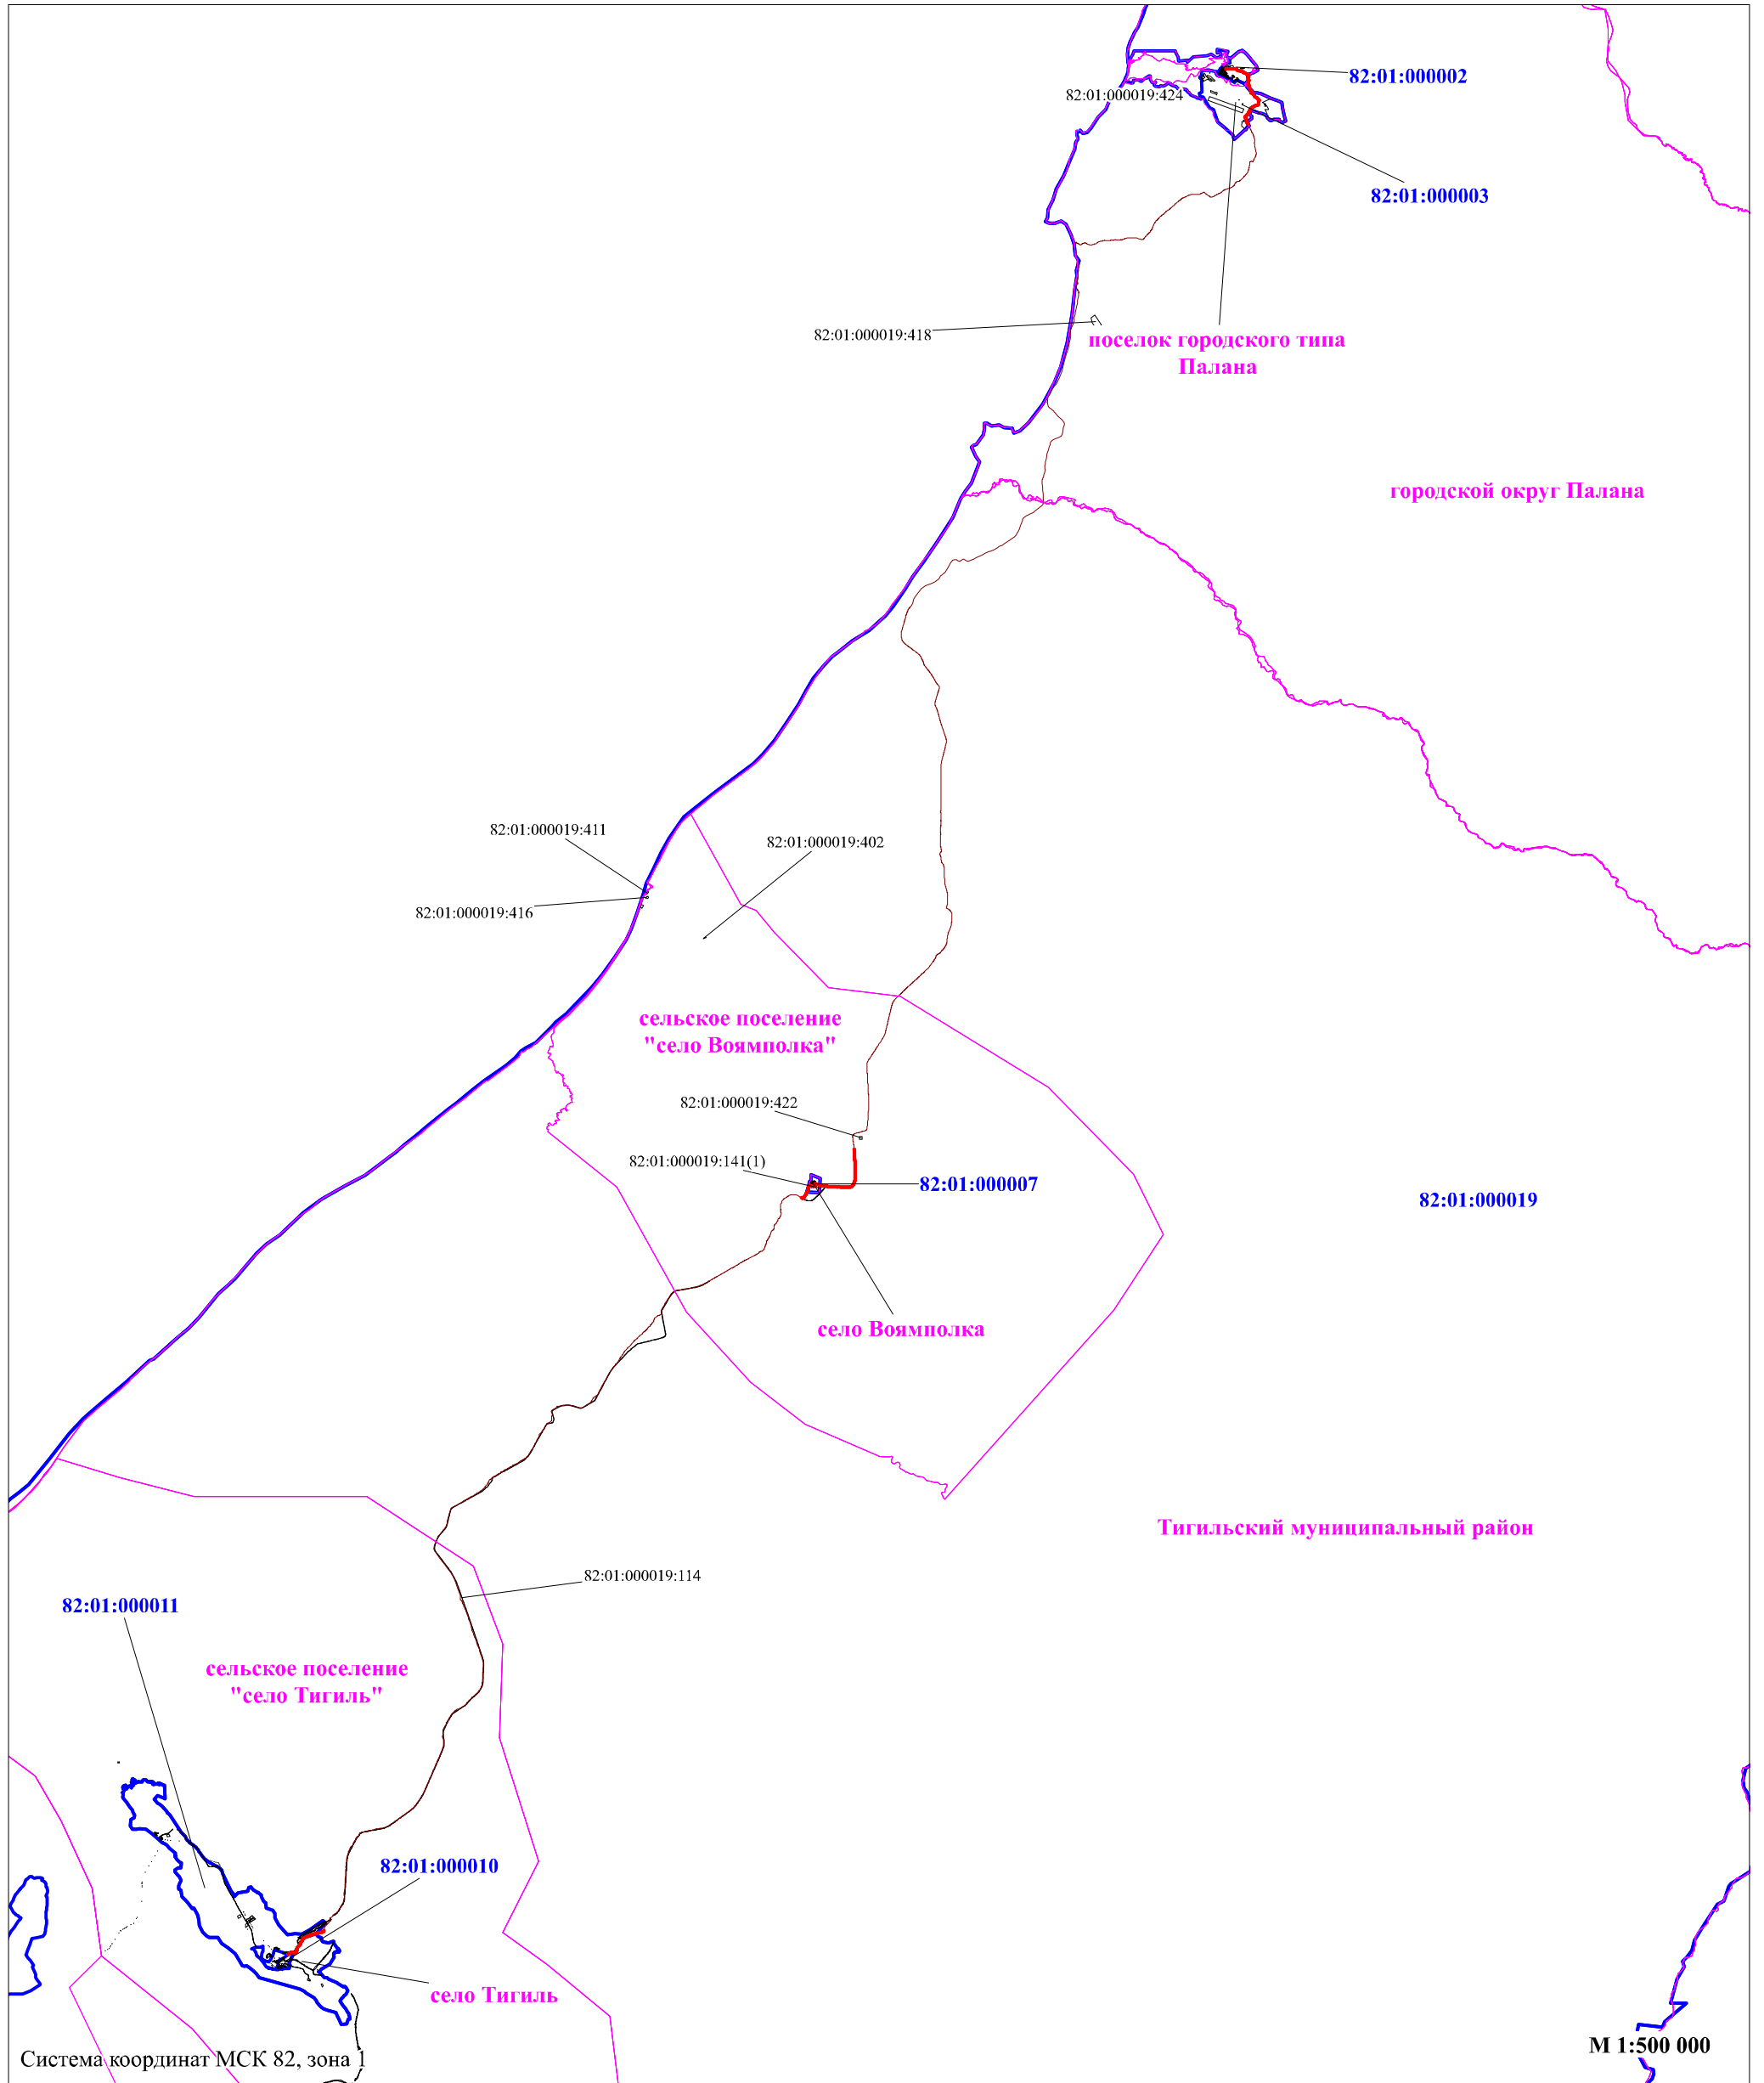 82:01:000002
82:01:000019:424
82:01:000003
82:01:000019:418
поселок городского типа
Палана
городской округ Палана
82:01:000019:411
82:01:000019:402
82:01:000019:416
сельское поселение
"село Воямполка"
82:01:000019:422
82:01:000019:141(1)
82:01:000007
82:01:000019
село Воямполка
Тигильский муниципальный район
82:01:000019:114
82:01:000011
сельское поселение
"село Тигиль"
82:01:000010
село Тигиль
М 1:500 000
Система координат МСК 82, зона 1